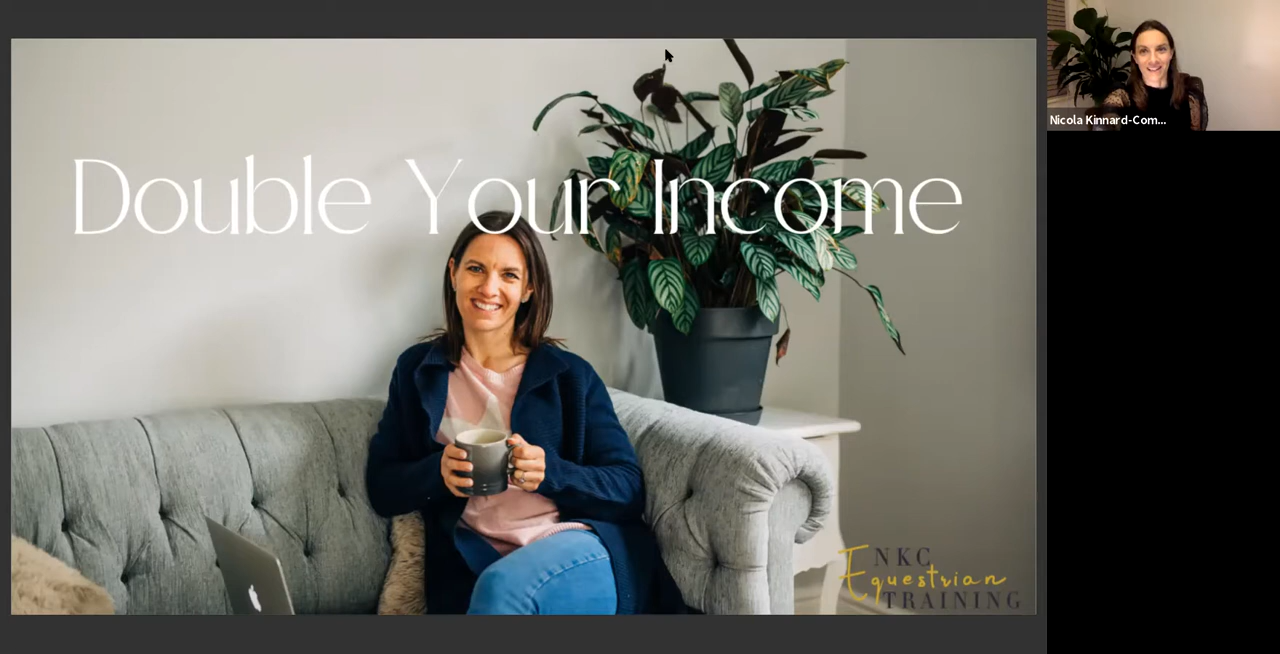 Double Your Income
NKC
Equestrian
TRAINING
Nicola Kinnard-Com...